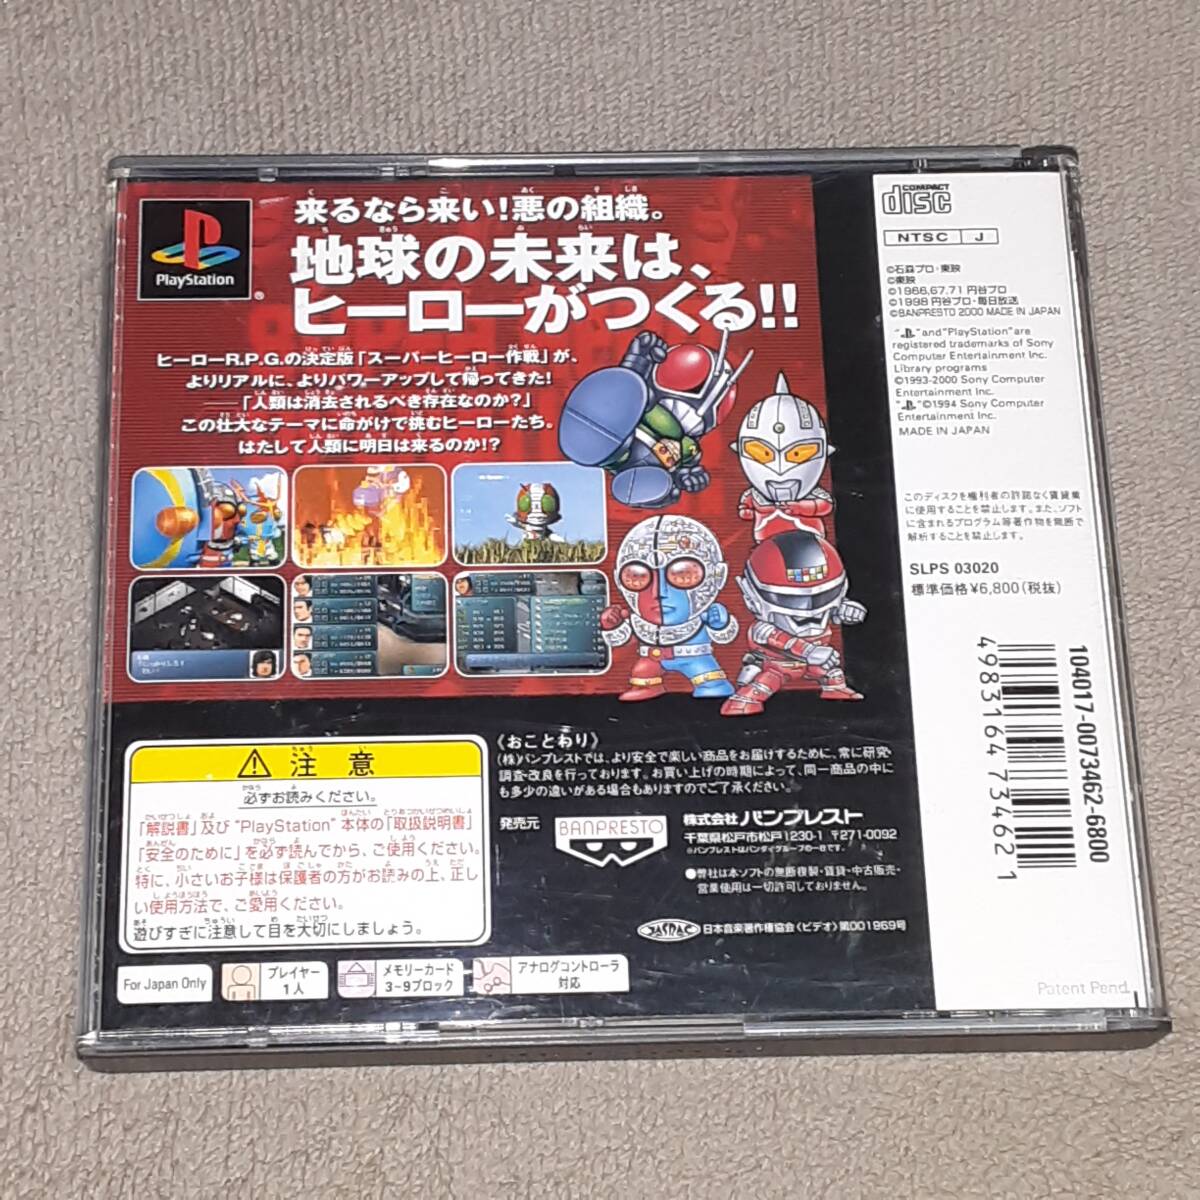 PlayStation
®
来るなら来い!悪の組織。
地球の未来は、
ヒーローがつくる!!
ヒーローR.P.G.の決定版「スーパーヒーロー作戦」が、
よりリアルに、よりパワーアップして帰ってきた!
「人類は消去されるべき存在なのか?」
この壮大なテーマに命がけで挑むヒーローたち。
はたして人類に明日は来るのか!?
COMPACT
disc
NTSC J
©石森プロ・東映
©東映
©1966,67,71 円谷プロ
©1998 円谷プロ・毎日放送
©BANPRESTO 2000 MADE IN JAPAN
" " and "PlayStation" are
registered trademarks of Sony
Computer Entertainment Inc.
Library programs
©1993-2000 Sony Computer
Entertainment Inc.
" " ©1994 Sony Computer
Entertainment Inc.
MADE IN JAPAN
このディスクを権利者の許諾なく賃貸業
に使用することを禁止します。また、ソフト
に含まれるプログラム等著作物を無断で
解析することを禁止します。
SLPS 03020
標準価格¥6,800(税抜)
104017-0073462-6800
4983164 734621
Patent Pend.
注意
必ずお読みください。
「解説書」及び"PlayStation"本体の「取扱説明書」
「安全のために」を必ず読んでから、ご使用ください。
特に、小さいお子様は保護者の方がお読みの上、正し
い使用方法で、ご愛用ください。
遊びすぎに注意して目を大切にしましょう。
《おことわり》
(株)バンプレストでは、より安全で楽しい商品をお届けするために、常に研究・
調査・改良を行っております。お買い上げの時期によって、同一商品の中に
も多少の違いがある場合もありますのでご了承ください。
発売元
BANPRESTO
株式会社 バンプレスト
千葉県松戸市松戸1230-1 〒271-0092
※バンプレストはバンダイグループの一員です。
●弊社は本ソフトの無断複製・賃貸・中古販売・
営業使用は一切許可しておりません。
JASRAC
日本音楽著作権協会〈ビデオ〉第001969号
For Japan Only
プレイヤー
1人
メモリーカード
3~9ブロック
アナログコントローラ
対応